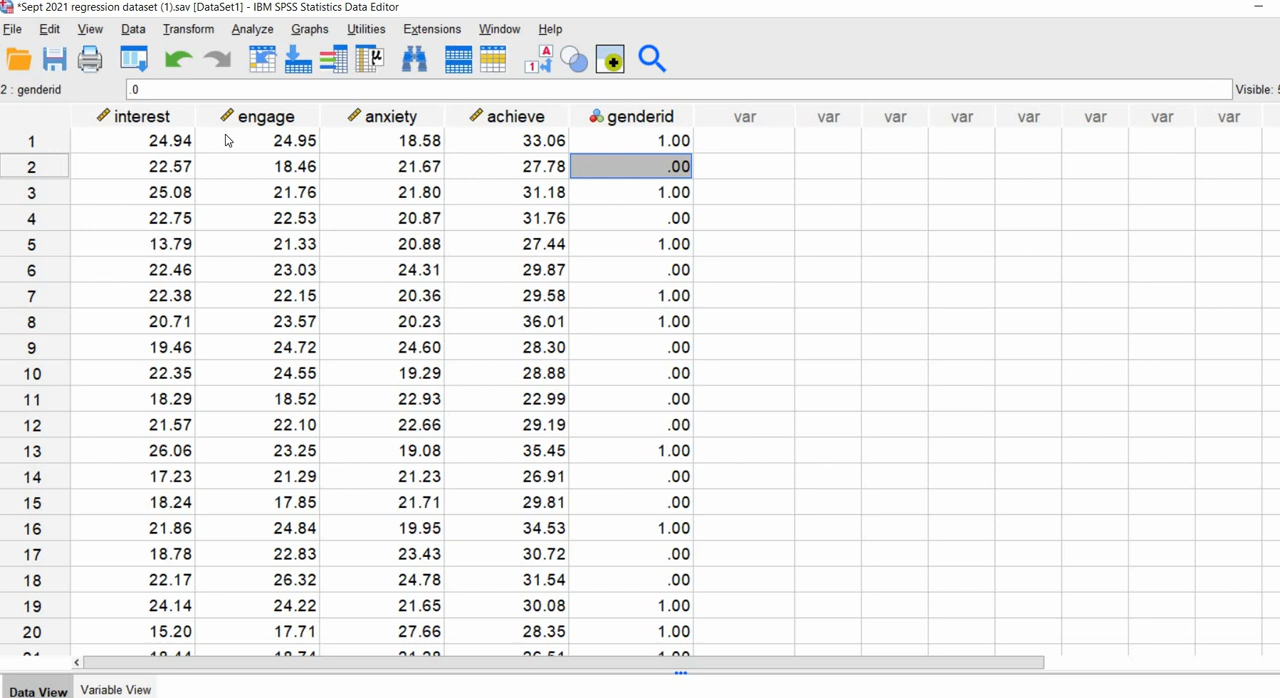 *Sept 2021 regression dataset (1).sav [DataSet1] - IBM SPSS Statistics Data Editor
File Edit View Data Transform Analyze Graphs Utilities Extensions Window Help
2 : genderid .0 Visible: 5
interest engage anxiety achieve genderid var var var var var var var var
1 24.94 24.95 18.58 33.06 1.00
2 22.57 18.46 21.67 27.78 .00
3 25.08 21.76 21.80 31.18 1.00
4 22.75 22.53 20.87 31.76 .00
5 13.79 21.33 20.88 27.44 1.00
6 22.46 23.03 24.31 29.87 .00
7 22.38 22.15 20.36 29.58 1.00
8 20.71 23.57 20.23 36.01 1.00
9 19.46 24.72 24.60 28.30 .00
10 22.35 24.55 19.29 28.88 .00
11 18.29 18.52 22.93 22.99 .00
12 21.57 22.10 22.66 29.19 .00
13 26.06 23.25 19.08 35.45 1.00
14 17.23 21.29 21.23 26.91 .00
15 18.24 17.85 21.71 29.81 .00
16 21.86 24.84 19.95 34.53 1.00
17 18.78 22.83 23.43 30.72 .00
18 22.17 26.32 24.78 31.54 .00
19 24.14 24.22 21.65 30.08 1.00
20 15.20 17.71 27.66 28.35 1.00
Data View Variable View